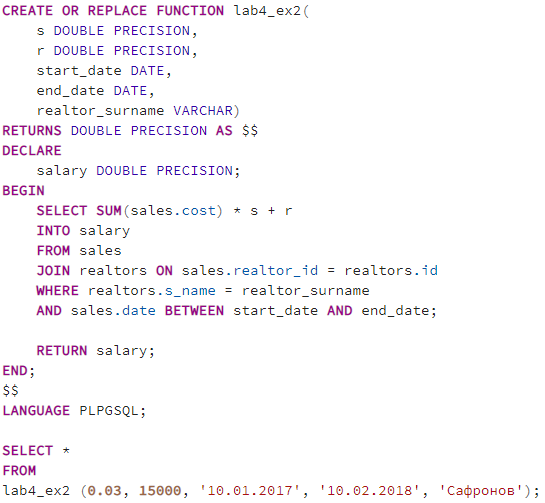 CREATE OR REPLACE FUNCTION lab4_ex2(
    s DOUBLE PRECISION,
    r DOUBLE PRECISION,
    start_date DATE,
    end_date DATE,
    realtor_surname VARCHAR)
RETURNS DOUBLE PRECISION AS $$
DECLARE
    salary DOUBLE PRECISION;
BEGIN
    SELECT SUM(sales.cost) * s + r
    INTO salary
    FROM sales
    JOIN realtors ON sales.realtor_id = realtors.id
    WHERE realtors.s_name = realtor_surname
    AND sales.date BETWEEN start_date AND end_date;

    RETURN salary;
END;
$$
LANGUAGE PLPGSQL;

SELECT *
FROM
lab4_ex2 (0.03, 15000, '10.01.2017', '10.02.2018', 'Сафронов');